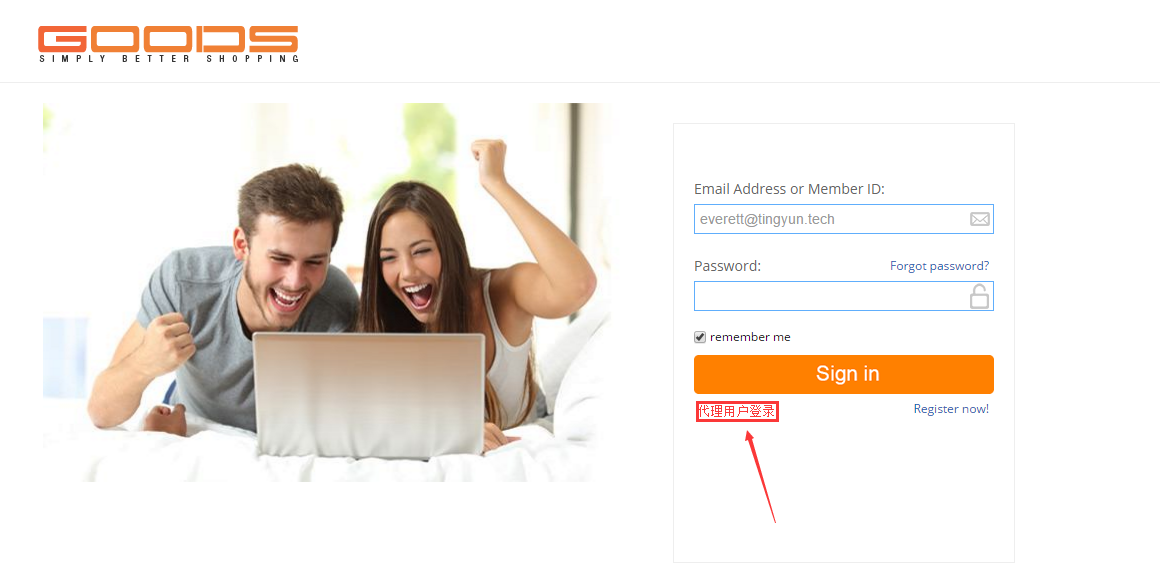 GOODS
SIMPLY BETTER SHOPPING
Email Address or Member ID:
everett@tingyun.tech
Password:
Forgot password?
remember me
Sign in
代理用户登录
Register now!